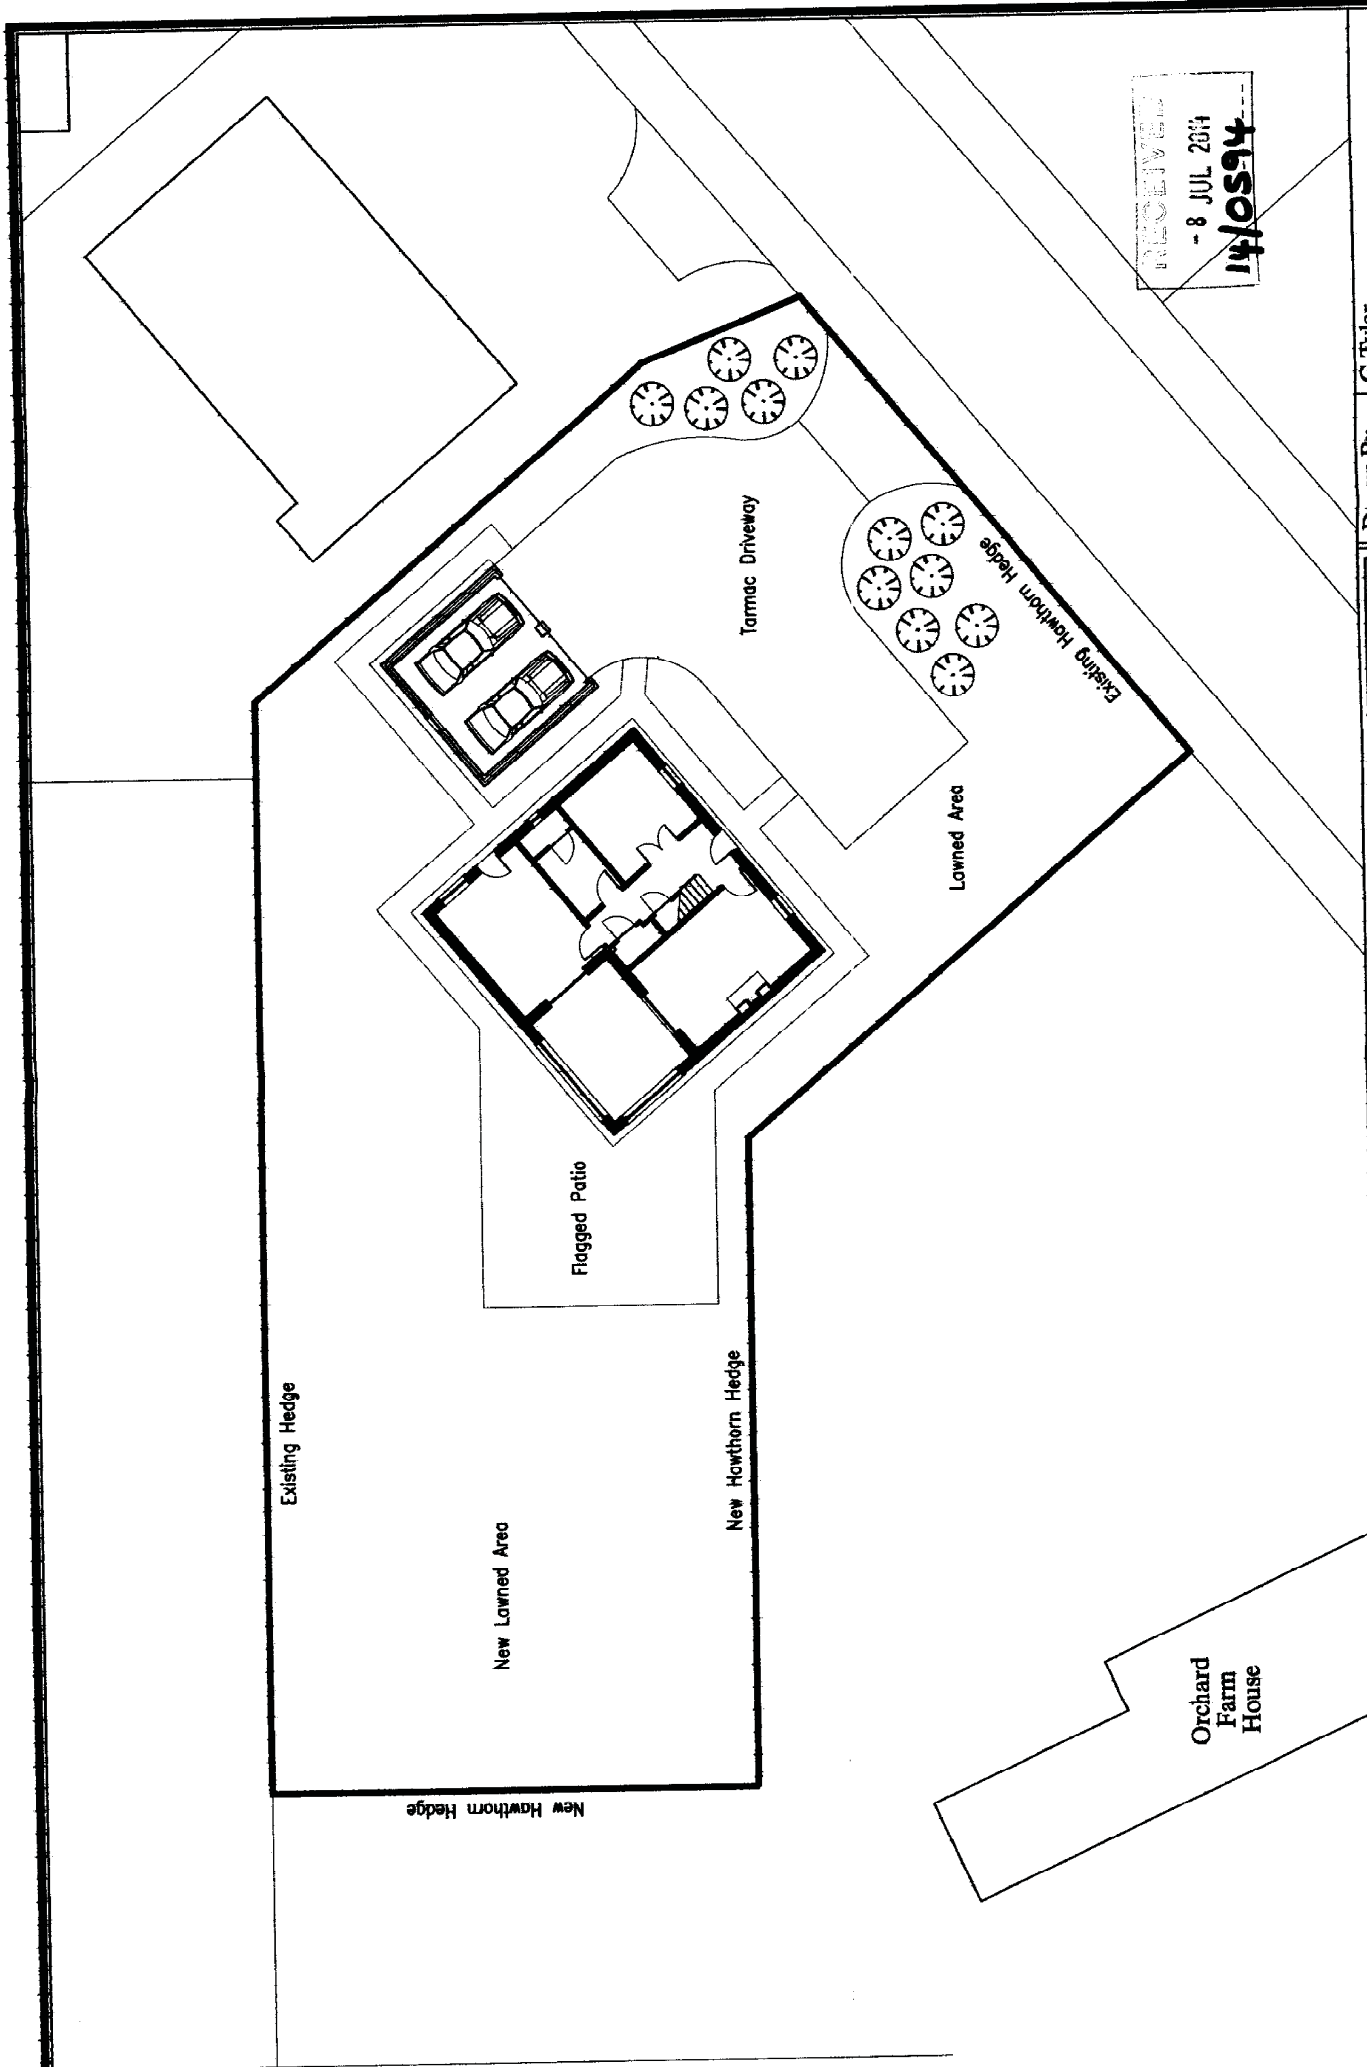 RECEIVED
- 8 JUL 2014
14/0594
Tarmac Driveway
Existing Hawthorn Hedge
Lawned Area
Flagged Patio
Existing Hedge
New Hawthorn Hedge
New Lawned Area
New Hawthorn Hedge
Orchard
Farm
House